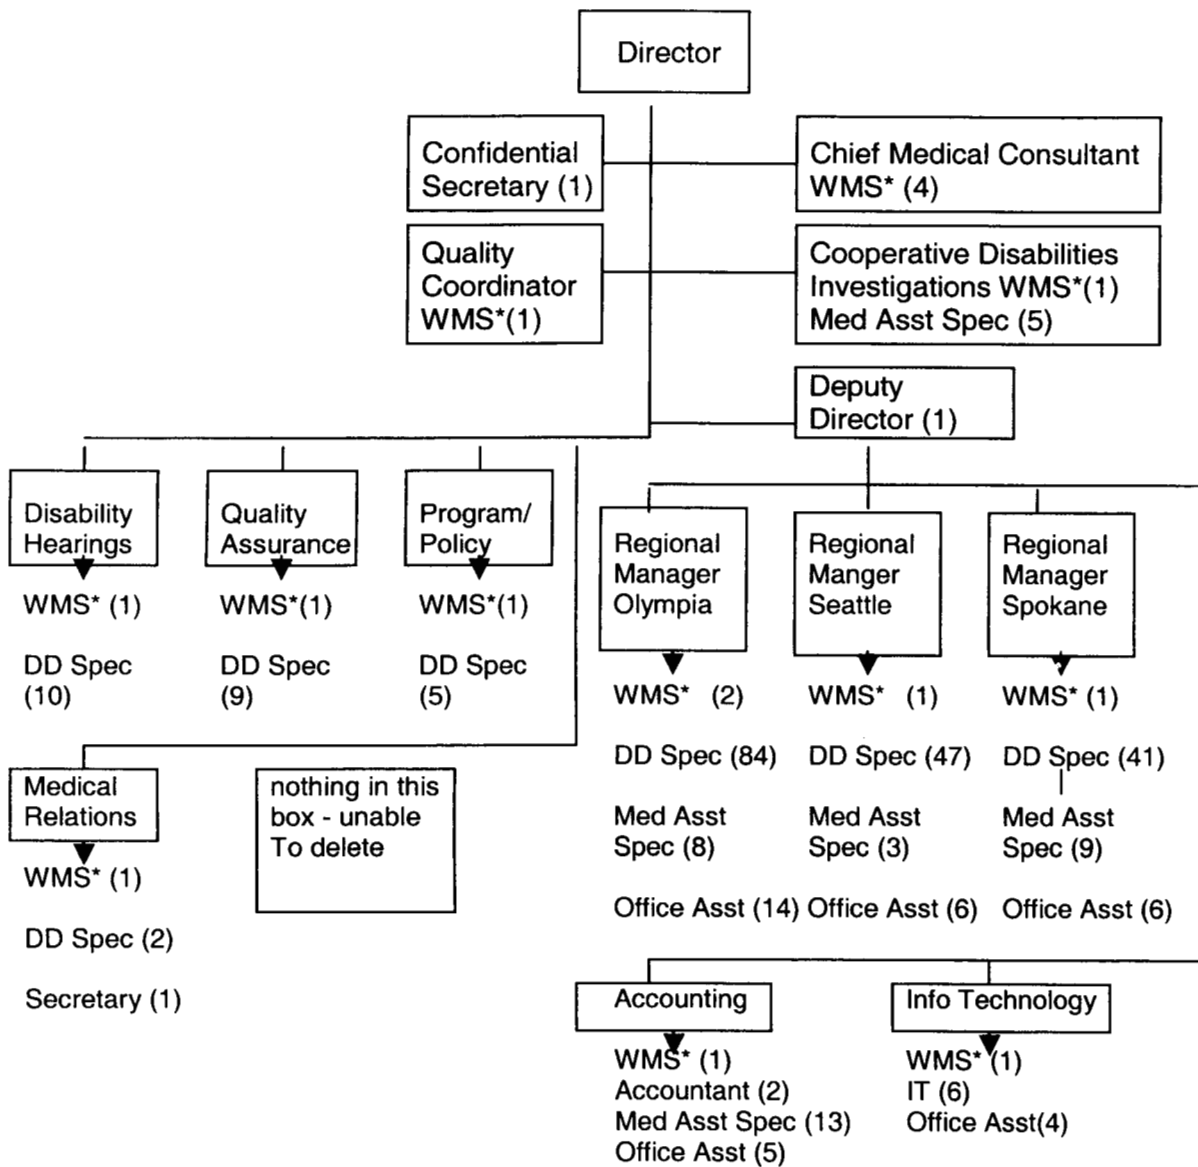 Director
Confidential
Secretary (1)
Chief Medical Consultant
WMS* (4)
Quality
Coordinator
WMS*(1)
Cooperative Disabilities
Investigations WMS*(1)
Med Asst Spec (5)
Deputy
Director (1)
Disability
Hearings
WMS* (1)
DD Spec
(10)
Quality
Assurance
WMS*(1)
DD Spec
(9)
Program/
Policy
WMS*(1)
DD Spec
(5)
Regional
Manager
Olympia
WMS* (2)
DD Spec (84)
Med Asst
Spec (8)
Office Asst (14)
Regional
Manger
Seattle
WMS* (1)
DD Spec (47)
Med Asst
Spec (3)
Office Asst (6)
Regional
Manager
Spokane
WMS* (1)
DD Spec (41)
Med Asst
Spec (9)
Office Asst (6)
Medical
Relations
WMS* (1)
DD Spec (2)
Secretary (1)
nothing in this
box - unable
To delete
Accounting
WMS* (1)
Accountant (2)
Med Asst Spec (13)
Office Asst (5)
Info Technology
WMS* (1)
IT (6)
Office Asst(4)